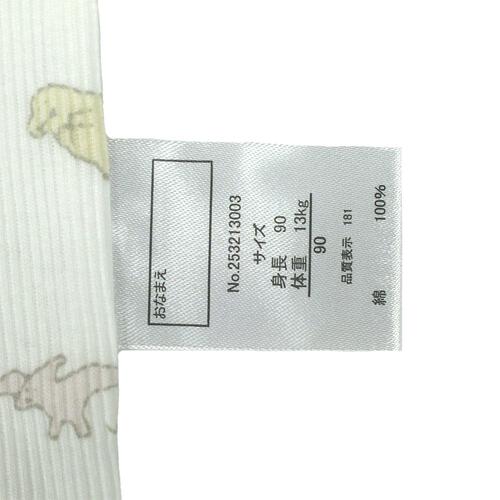 おなまえ
No.253213003
サイズ
身長 90
体重 13kg
90
品質表示 181
綿 100%